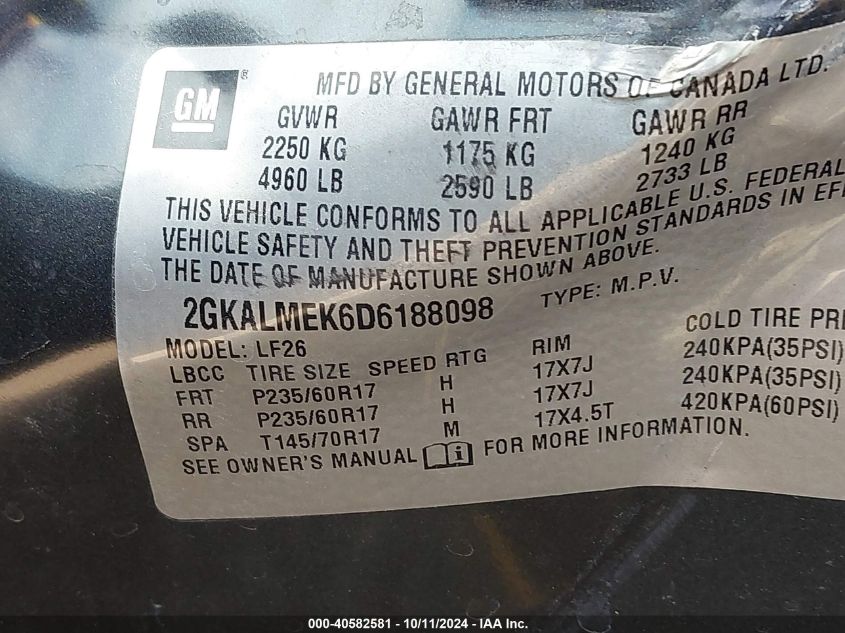 GM ® MFD BY GENERAL MOTORS OF CANADA LTD.
GVWR GAWR FRT GAWR RR
2250 KG 1175 KG 1240 KG
4960 LB 2590 LB 2733 LB
THIS VEHICLE CONFORMS TO ALL APPLICABLE U.S. FEDERAL
VEHICLE SAFETY AND THEFT PREVENTION STANDARDS IN EFF
THE DATE OF MANUFACTURE SHOWN ABOVE.
2GKALMEK6D6188098 TYPE: M.P.V.
MODEL: LF26 COLD TIRE PRE
LBCC TIRE SIZE SPEED RTG RIM 240KPA(35PSI)
FRT P235/60R17 H 17X7J 240KPA(35PSI)
RR P235/60R17 H 17X7J 420KPA(60PSI)
SPA T145/70R17 M 17X4.5T
SEE OWNER'S MANUAL i FOR MORE INFORMATION.
000-40582581 - 10/11/2024 - IAA Inc.